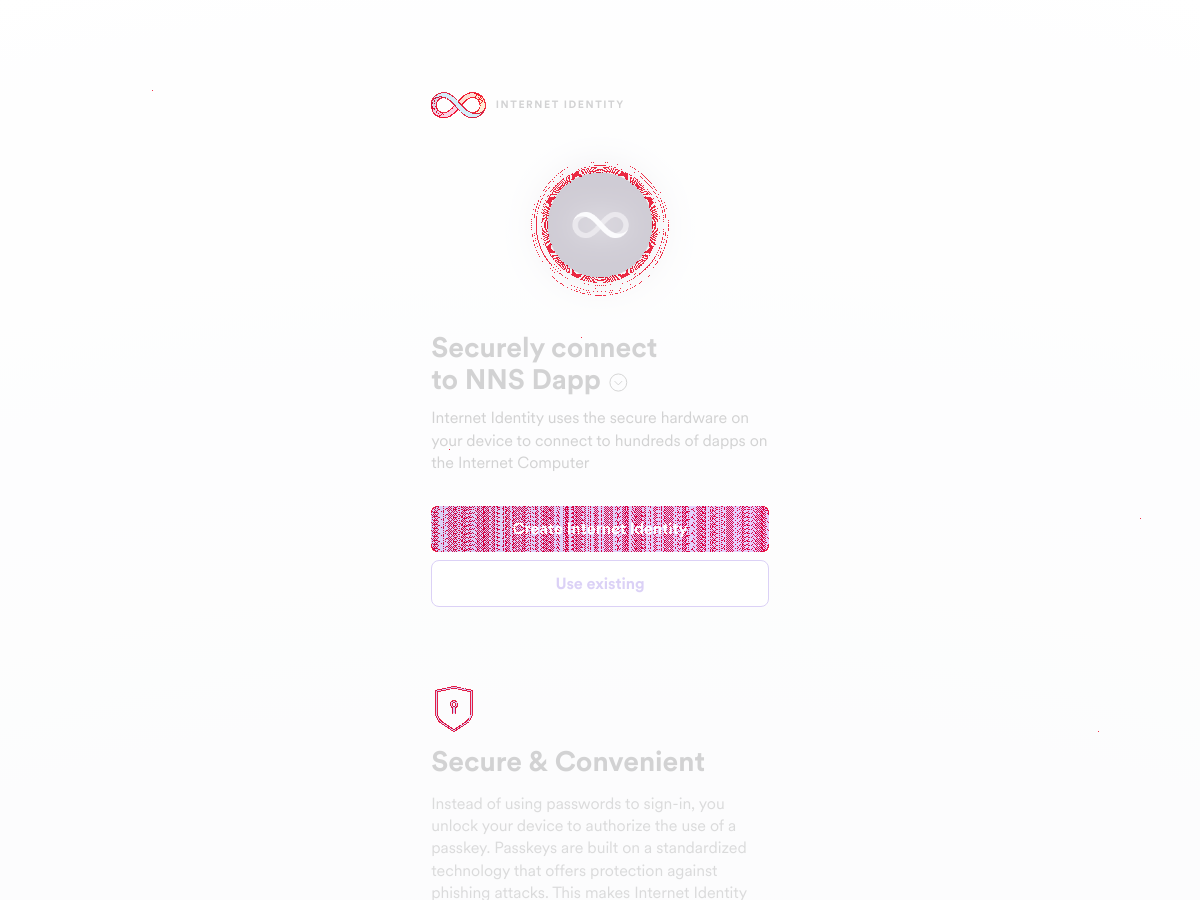 INTERNET IDENTITY
Securely connect
to NNS Dapp
Internet Identity uses the secure hardware on
your device to connect to hundreds of dapps on
the Internet Computer
Create Internet Identity
Use existing
Secure & Convenient
Instead of using passwords to sign-in, you
unlock your device to authorize the use of a
passkey. Passkeys are built on a standardized
technology that offers protection against
phishing attacks. This makes Internet Identity